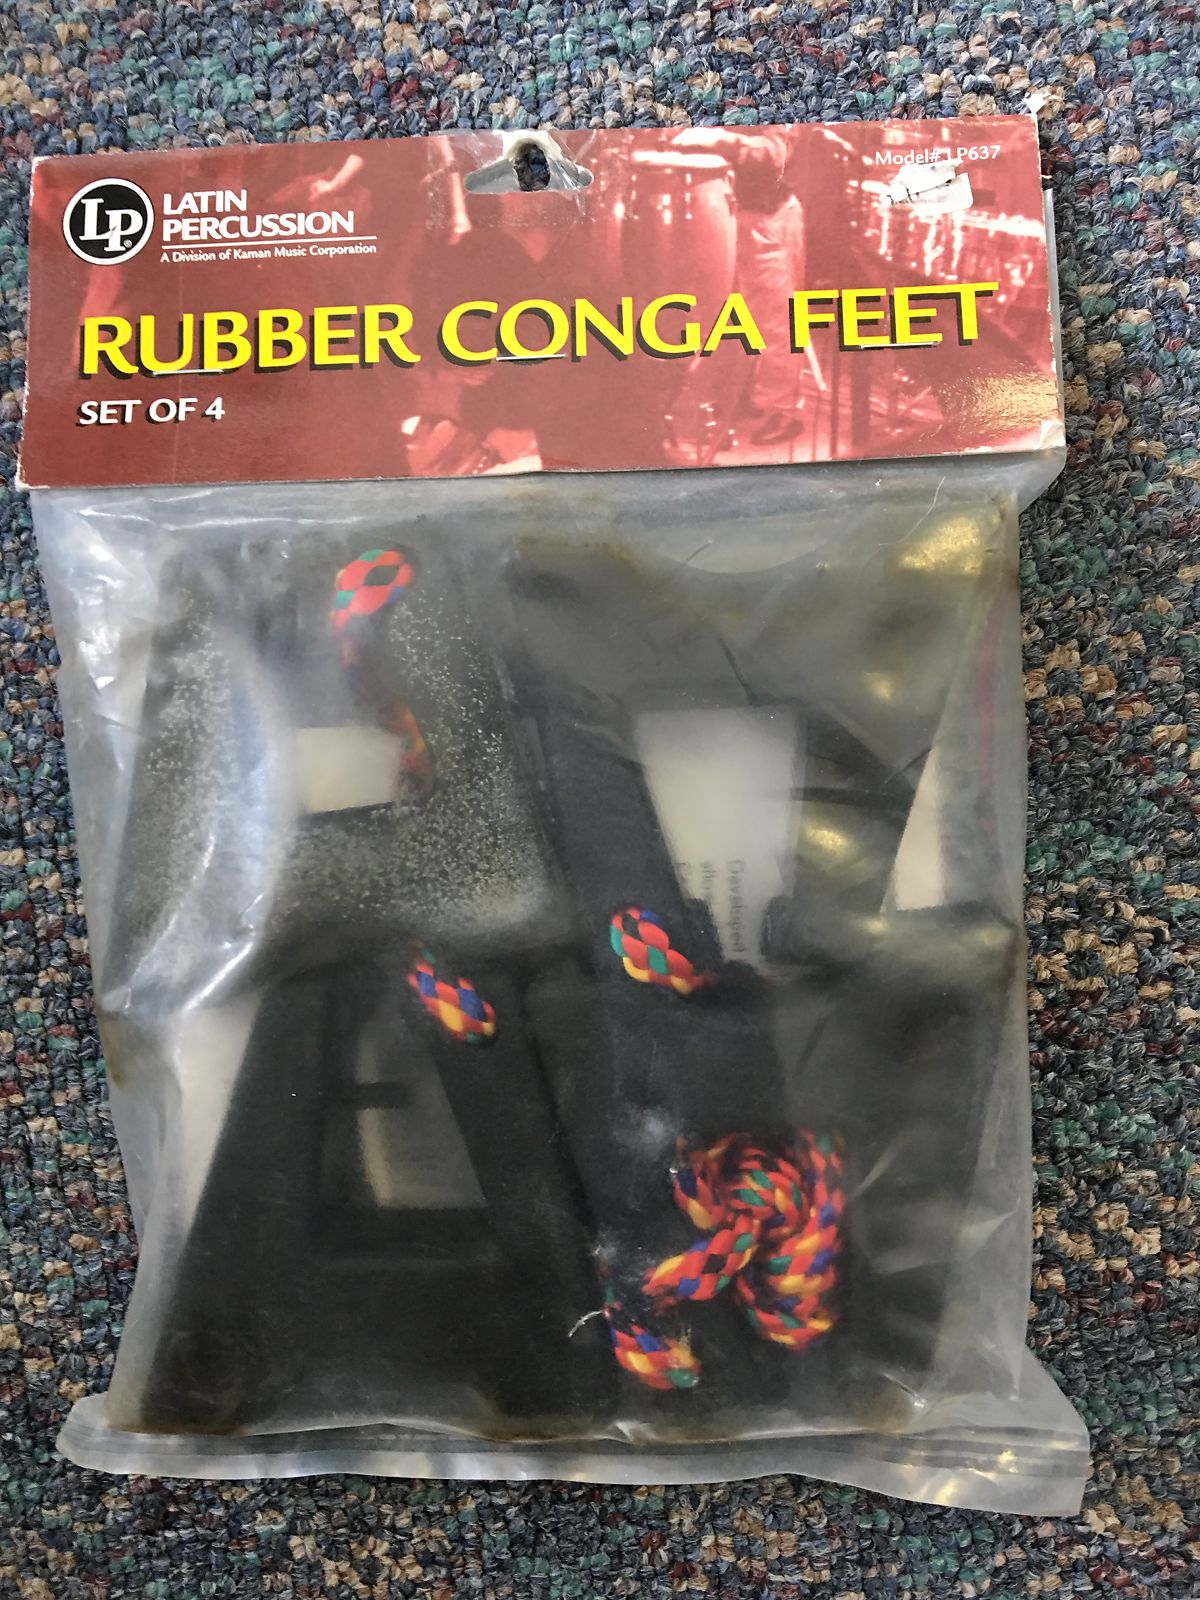 Model# LP637
LP®
LATIN
PERCUSSION
A Division of Kaman Music Corporation
RUBBER CONGA FEET
SET OF 4
Developed